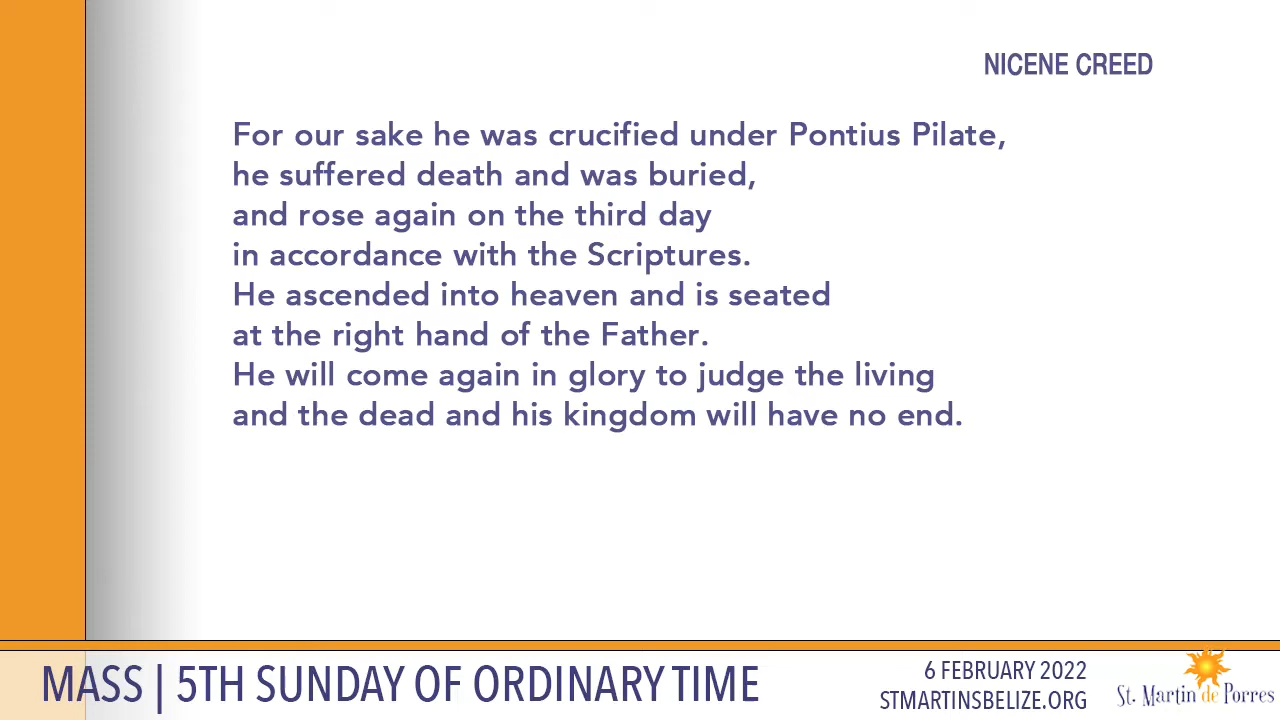 NICENE CREED
For our sake he was crucified under Pontius Pilate,
he suffered death and was buried,
and rose again on the third day
in accordance with the Scriptures.
He ascended into heaven and is seated
at the right hand of the Father.
He will come again in glory to judge the living
and the dead and his kingdom will have no end.
MASS | 5TH SUNDAY OF ORDINARY TIME
6 FEBRUARY 2022
STMARTINSBELIZE.ORG
St. Martin de Porres